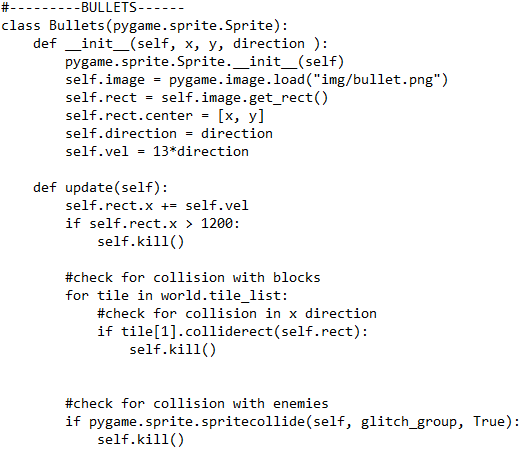 #---------BULLETS------
class Bullets(pygame.sprite.Sprite):
    def __init__(self, x, y, direction ):
        pygame.sprite.Sprite.__init__(self)
        self.image = pygame.image.load("img/bullet.png")
        self.rect = self.image.get_rect()
        self.rect.center = [x, y]
        self.direction = direction
        self.vel = 13*direction

    def update(self):
        self.rect.x += self.vel
        if self.rect.x > 1200:
            self.kill()

        #check for collision with blocks
        for tile in world.tile_list:
            #check for collision in x direction
            if tile[1].colliderect(self.rect):
                self.kill()


        #check for collision with enemies
        if pygame.sprite.spritecollide(self, glitch_group, True):
            self.kill()